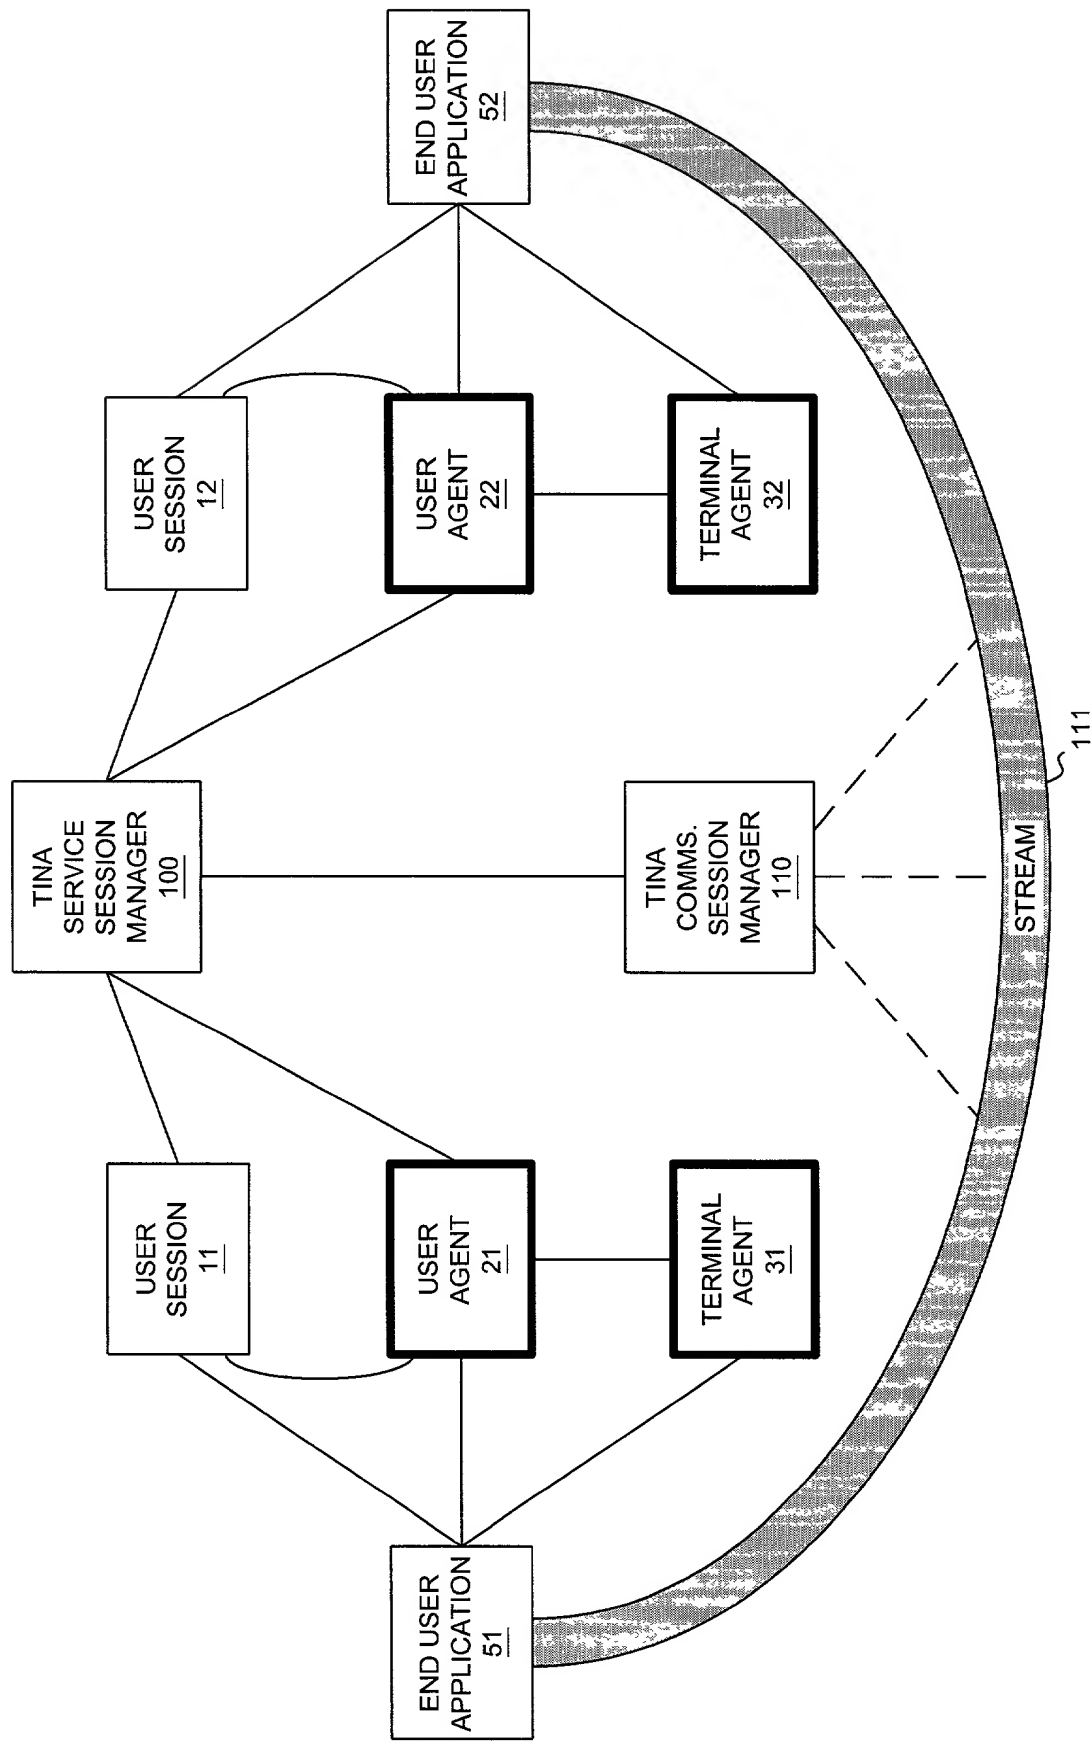 TINA
SERVICE
SESSION
MANAGER
100
USER
SESSION
11
USER
SESSION
12
END USER
APPLICATION
51
USER
AGENT
21
USER
AGENT
22
END USER
APPLICATION
52
TERMINAL
AGENT
31
TINA
COMMS.
SESSION
MANAGER
110
TERMINAL
AGENT
32
STREAM
111